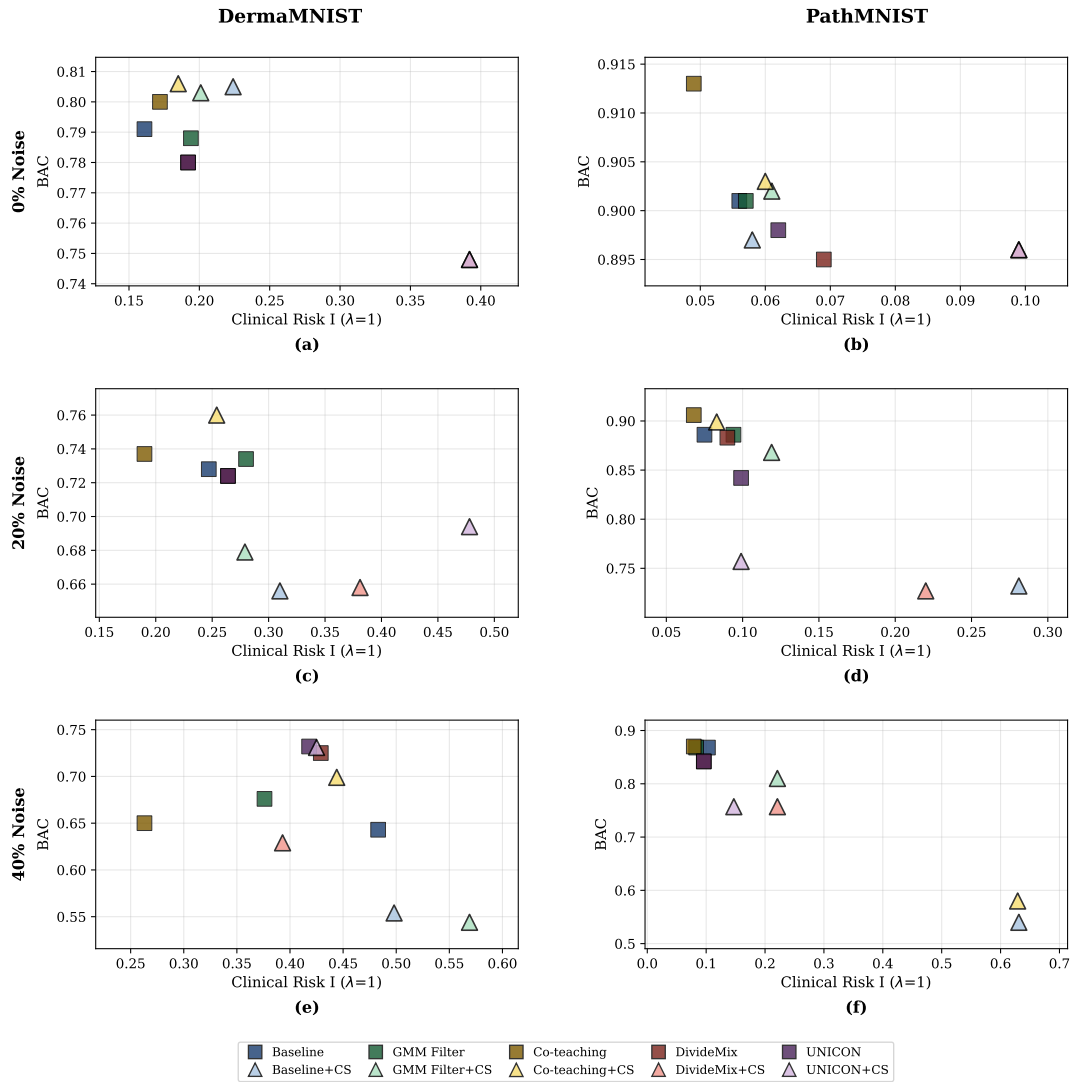 DermaMNIST
PathMNIST
0% Noise
BAC
0.81
0.80
0.79
0.78
0.77
0.76
0.75
0.74
0.15
0.20
0.25
0.30
0.35
0.40
Clinical Risk I (λ=1)
(a)
BAC
0.915
0.910
0.905
0.900
0.895
0.05
0.06
0.07
0.08
0.09
0.10
Clinical Risk I (λ=1)
(b)
20% Noise
BAC
0.76
0.74
0.72
0.70
0.68
0.66
0.15
0.20
0.25
0.30
0.35
0.40
0.45
0.50
Clinical Risk I (λ=1)
(c)
BAC
0.90
0.85
0.80
0.75
0.05
0.10
0.15
0.20
0.25
0.30
Clinical Risk I (λ=1)
(d)
40% Noise
BAC
0.75
0.70
0.65
0.60
0.55
0.25
0.30
0.35
0.40
0.45
0.50
0.55
0.60
Clinical Risk I (λ=1)
(e)
BAC
0.9
0.8
0.7
0.6
0.5
0.0
0.1
0.2
0.3
0.4
0.5
0.6
0.7
Clinical Risk I (λ=1)
(f)
Baseline
GMM Filter
Co-teaching
DivideMix
UNICON
Baseline+CS
GMM Filter+CS
Co-teaching+CS
DivideMix+CS
UNICON+CS